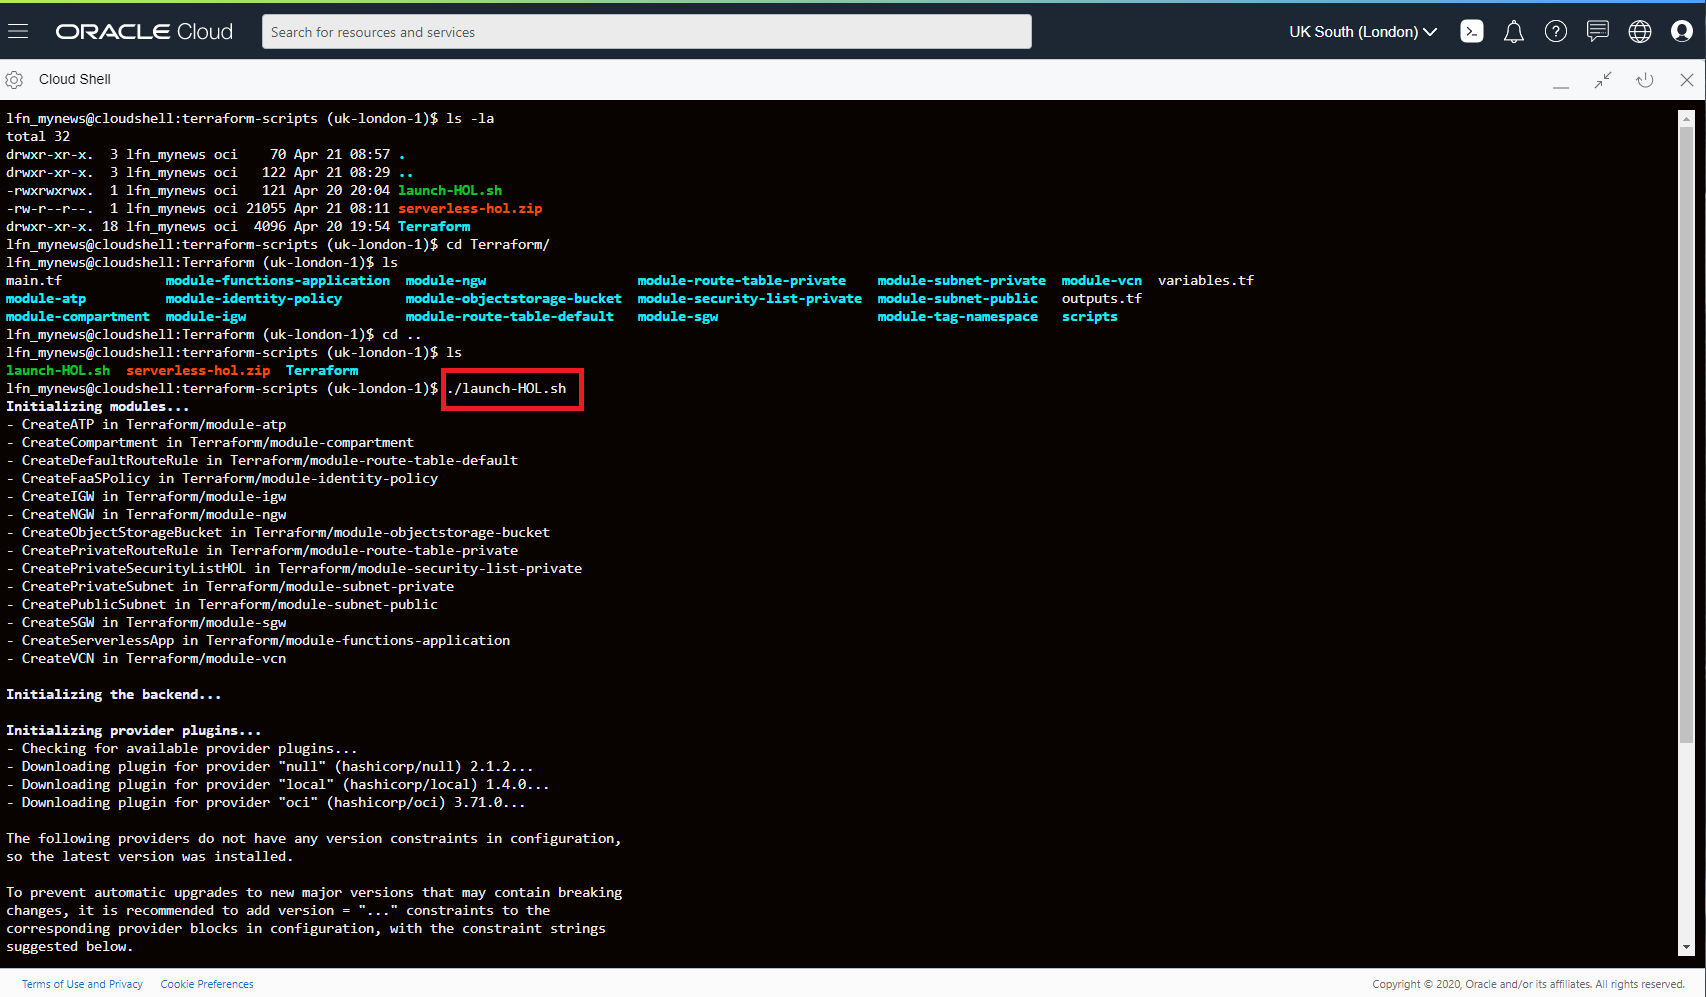 ORACLE Cloud
Search for resources and services
UK South (London)
Cloud Shell
lfn_mynews@cloudshell:terraform-scripts (uk-london-1)$ ls -la
total 32
drwxr-xr-x.  3 lfn_mynews oci    70 Apr 21 08:57 .
drwxr-xr-x.  3 lfn_mynews oci   122 Apr 21 08:29 ..
-rwxrwxrwx.  1 lfn_mynews oci   121 Apr 20 20:04 launch-HOL.sh
-rw-r--r--.  1 lfn_mynews oci 21055 Apr 21 08:11 serverless-hol.zip
drwxr-xr-x. 18 lfn_mynews oci  4096 Apr 20 19:54 Terraform
lfn_mynews@cloudshell:terraform-scripts (uk-london-1)$ cd Terraform/
lfn_mynews@cloudshell:Terraform (uk-london-1)$ ls
main.tf             module-functions-application  module-ngw                   module-route-table-private    module-subnet-private  module-vcn  variables.tf
module-atp          module-identity-policy        module-objectstorage-bucket  module-security-list-private  module-subnet-public   outputs.tf
module-compartment  module-igw                    module-route-table-default   module-sgw                    module-tag-namespace   scripts
lfn_mynews@cloudshell:Terraform (uk-london-1)$ cd ..
lfn_mynews@cloudshell:terraform-scripts (uk-london-1)$ ls
launch-HOL.sh  serverless-hol.zip  Terraform
lfn_mynews@cloudshell:terraform-scripts (uk-london-1)$ ./launch-HOL.sh
Initializing modules...
- CreateATP in Terraform/module-atp
- CreateCompartment in Terraform/module-compartment
- CreateDefaultRouteRule in Terraform/module-route-table-default
- CreateFaaSPolicy in Terraform/module-identity-policy
- CreateIGW in Terraform/module-igw
- CreateNGW in Terraform/module-ngw
- CreateObjectStorageBucket in Terraform/module-objectstorage-bucket
- CreatePrivateRouteRule in Terraform/module-route-table-private
- CreatePrivateSecurityListHOL in Terraform/module-security-list-private
- CreatePrivateSubnet in Terraform/module-subnet-private
- CreatePublicSubnet in Terraform/module-subnet-public
- CreateSGW in Terraform/module-sgw
- CreateServerlessApp in Terraform/module-functions-application
- CreateVCN in Terraform/module-vcn
Initializing the backend...
Initializing provider plugins...
- Checking for available provider plugins...
- Downloading plugin for provider "null" (hashicorp/null) 2.1.2...
- Downloading plugin for provider "local" (hashicorp/local) 1.4.0...
- Downloading plugin for provider "oci" (hashicorp/oci) 3.71.0...
The following providers do not have any version constraints in configuration,
so the latest version was installed.
To prevent automatic upgrades to new major versions that may contain breaking
changes, it is recommended to add version = "..." constraints to the
corresponding provider blocks in configuration, with the constraint strings
suggested below.
Terms of Use and Privacy  Cookie Preferences  Copyright © 2020, Oracle and/or its affiliates. All rights reserved.